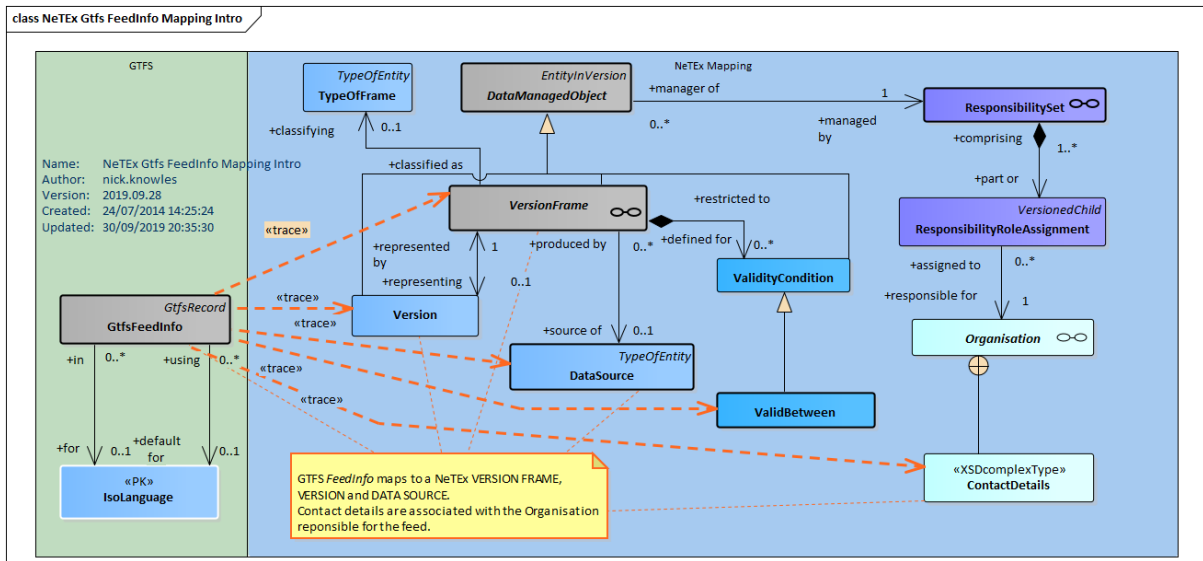 class NeTEx Gtfs FeedInfo Mapping Intro
GTFS
NeTEx Mapping
Name: NeTEx Gtfs FeedInfo Mapping Intro
Author: nick.knowles
Version: 2019.09.28
Created: 24/07/2014 14:25:24
Updated: 30/09/2019 20:35:30
TypeOfEntity
TypeOfFrame
EntityInVersion
DataManagedObject
+manager of
0..*
1
+managed
by
ResponsibilitySet
+comprising
1..*
+part or
VersionedChild
ResponsibilityRoleAssignment
+classifying
0..1
+classified as
VersionFrame
+restricted to
+defined for
0..*
0..*
+represented
by
1
+produced by
0..1
+representing
ValidityCondition
+assigned to
0..*
+responsible for
1
Organisation
«trace»
«trace»
«trace»
«trace»
«trace»
GtfsRecord
GtfsFeedInfo
Version
+source of
0..1
TypeOfEntity
DataSource
ValidBetween
+in
0..*
+using
0..*
+for
0..1
+default
for
0..1
«PK»
IsoLanguage
GTFS FeedInfo maps to a NeTEx VERSION FRAME,
VERSION and DATA SOURCE.
Contact details are associated with the Organisation
reponsible for the feed.
«XSDcomplexType»
ContactDetails